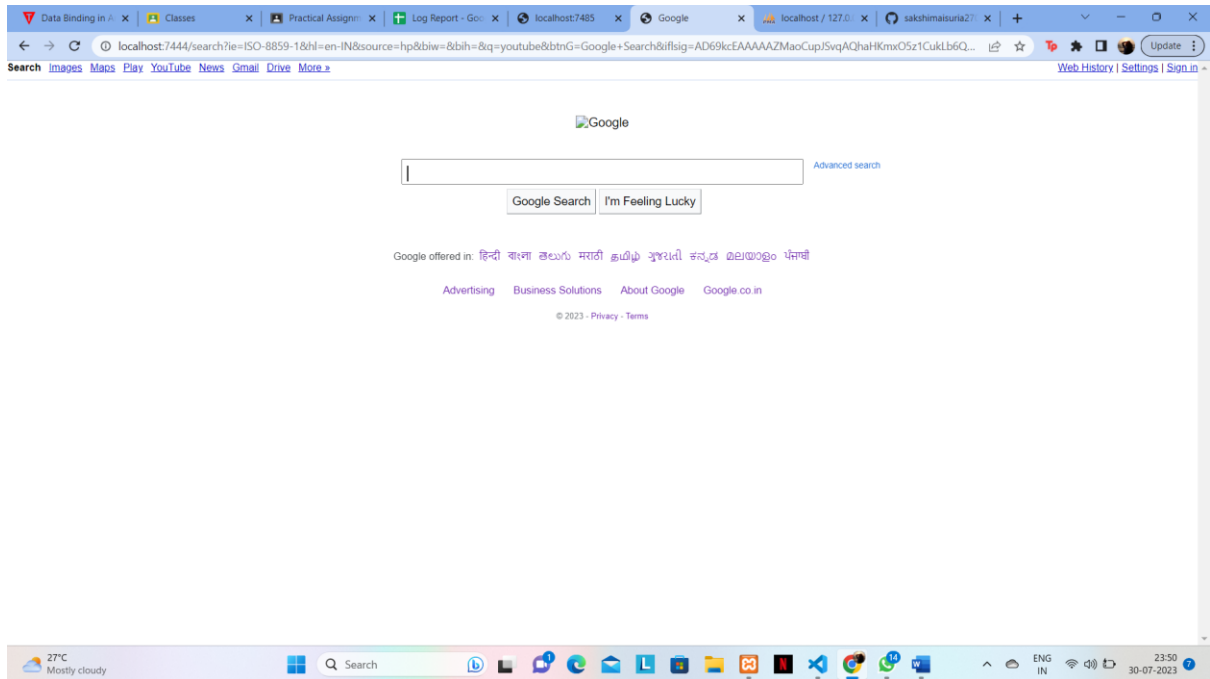 Data Binding in A
Classes
Practical Assignm
Log Report - Goo
localhost:7485
Google
localhost / 127.0.
sakshimaisuria27
localhost:7444/search?ie=ISO-8859-1&hl=en-IN&source=hp&biw=&bih=&q=youtube&btnG=Google+Search&iflsig=AD69kcEAAAAAZMaoCupJSvqAQhaHKmxO5z1CukLb6Q...
Tp
Update
Search Images Maps Play YouTube News Gmail Drive More »
Web History | Settings | Sign in
Google
Advanced search
Google Search I'm Feeling Lucky
Google offered in: हिन्दी বাংলা తెలుగు मराठी தமிழ் ગુજરાતી ಕನ್ನಡ മലയാളം ਪੰਜਾਬੀ
Advertising Business Solutions About Google Google.co.in
© 2023 - Privacy - Terms
27°C
Mostly cloudy
Search
L
N
14
W
ENG
IN
23:50
30-07-2023
7